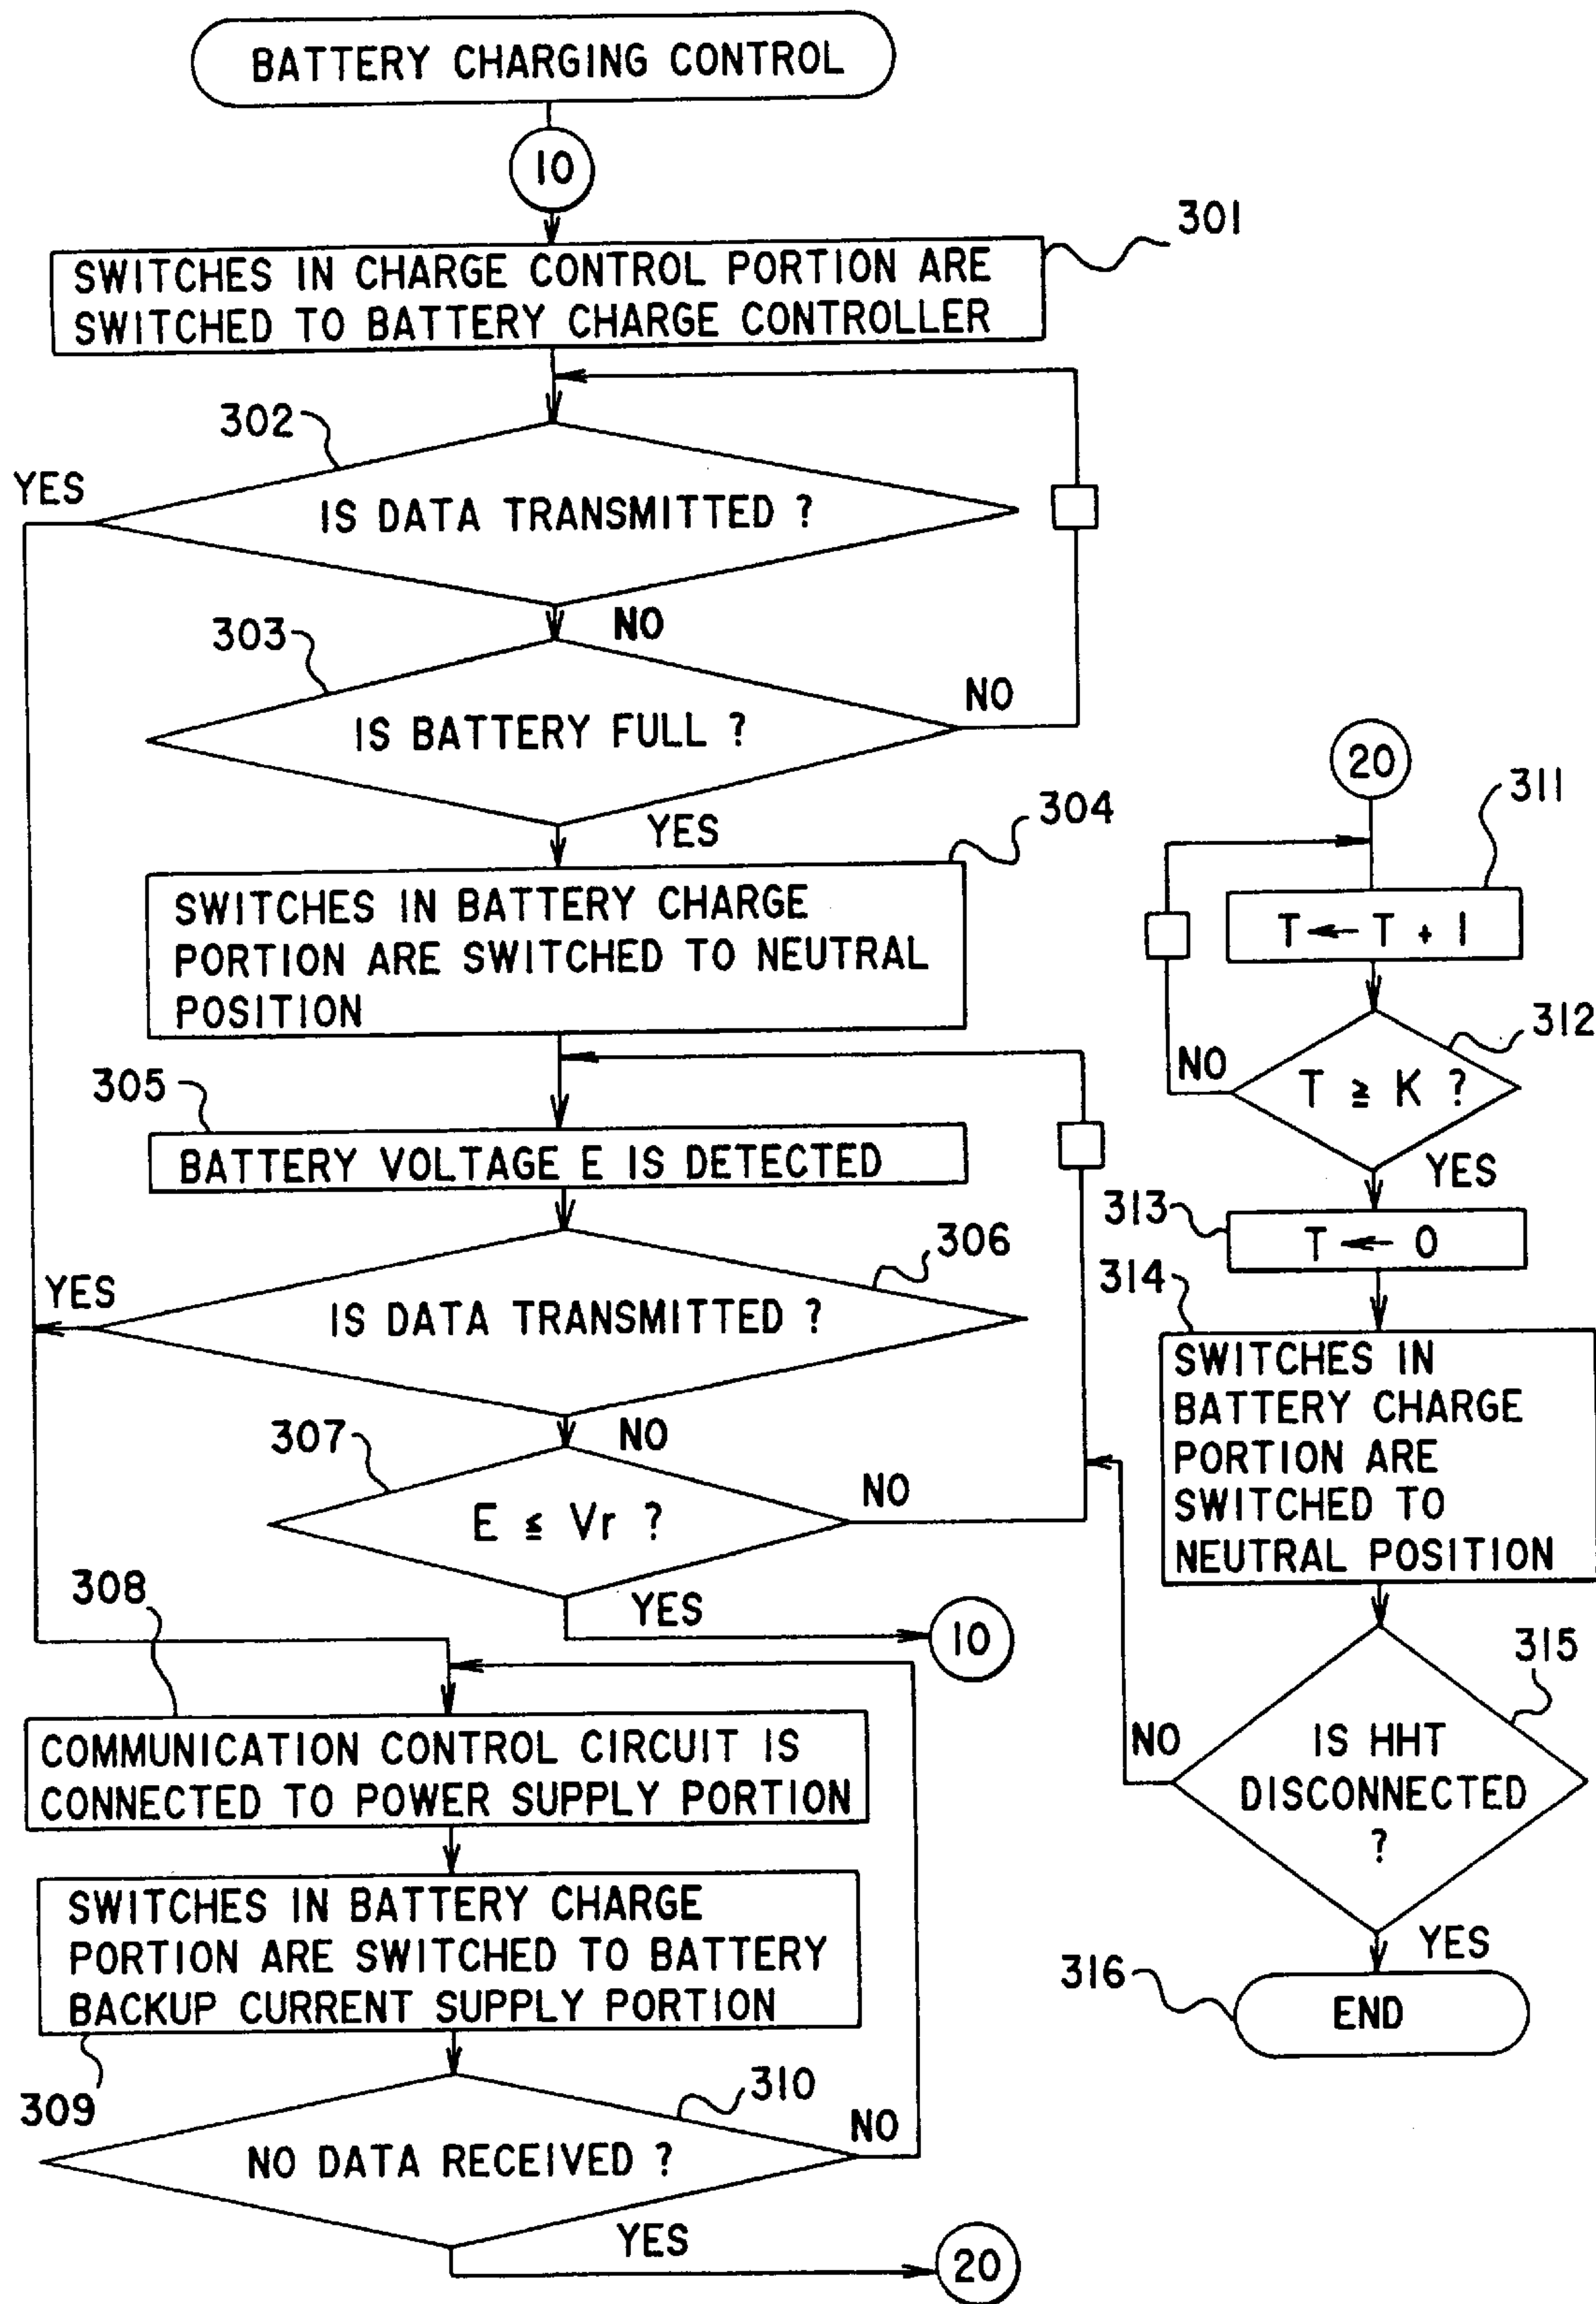 BATTERY CHARGING CONTROL
10
301
SWITCHES IN CHARGE CONTROL PORTION ARE
SWITCHED TO BATTERY CHARGE CONTROLLER
302
YES
IS DATA TRANSMITTED ?
NO
303
NO
IS BATTERY FULL ?
YES
304
SWITCHES IN BATTERY CHARGE
PORTION ARE SWITCHED TO NEUTRAL
POSITION
305
BATTERY VOLTAGE E IS DETECTED
306
YES
IS DATA TRANSMITTED ?
NO
307
NO
E ≦ Vr ?
YES
10
308
COMMUNICATION CONTROL CIRCUIT IS
CONNECTED TO POWER SUPPLY PORTION
SWITCHES IN BATTERY CHARGE
PORTION ARE SWITCHED TO BATTERY
BACKUP CURRENT SUPPLY PORTION
309
310
NO
NO DATA RECEIVED ?
YES
20
20
311
T ← T + 1
312
NO
T ≧ K ?
YES
313
T ← 0
314
SWITCHES IN
BATTERY CHARGE
PORTION ARE
SWITCHED TO
NEUTRAL POSITION
315
NO
IS HHT
DISCONNECTED
?
YES
316
END